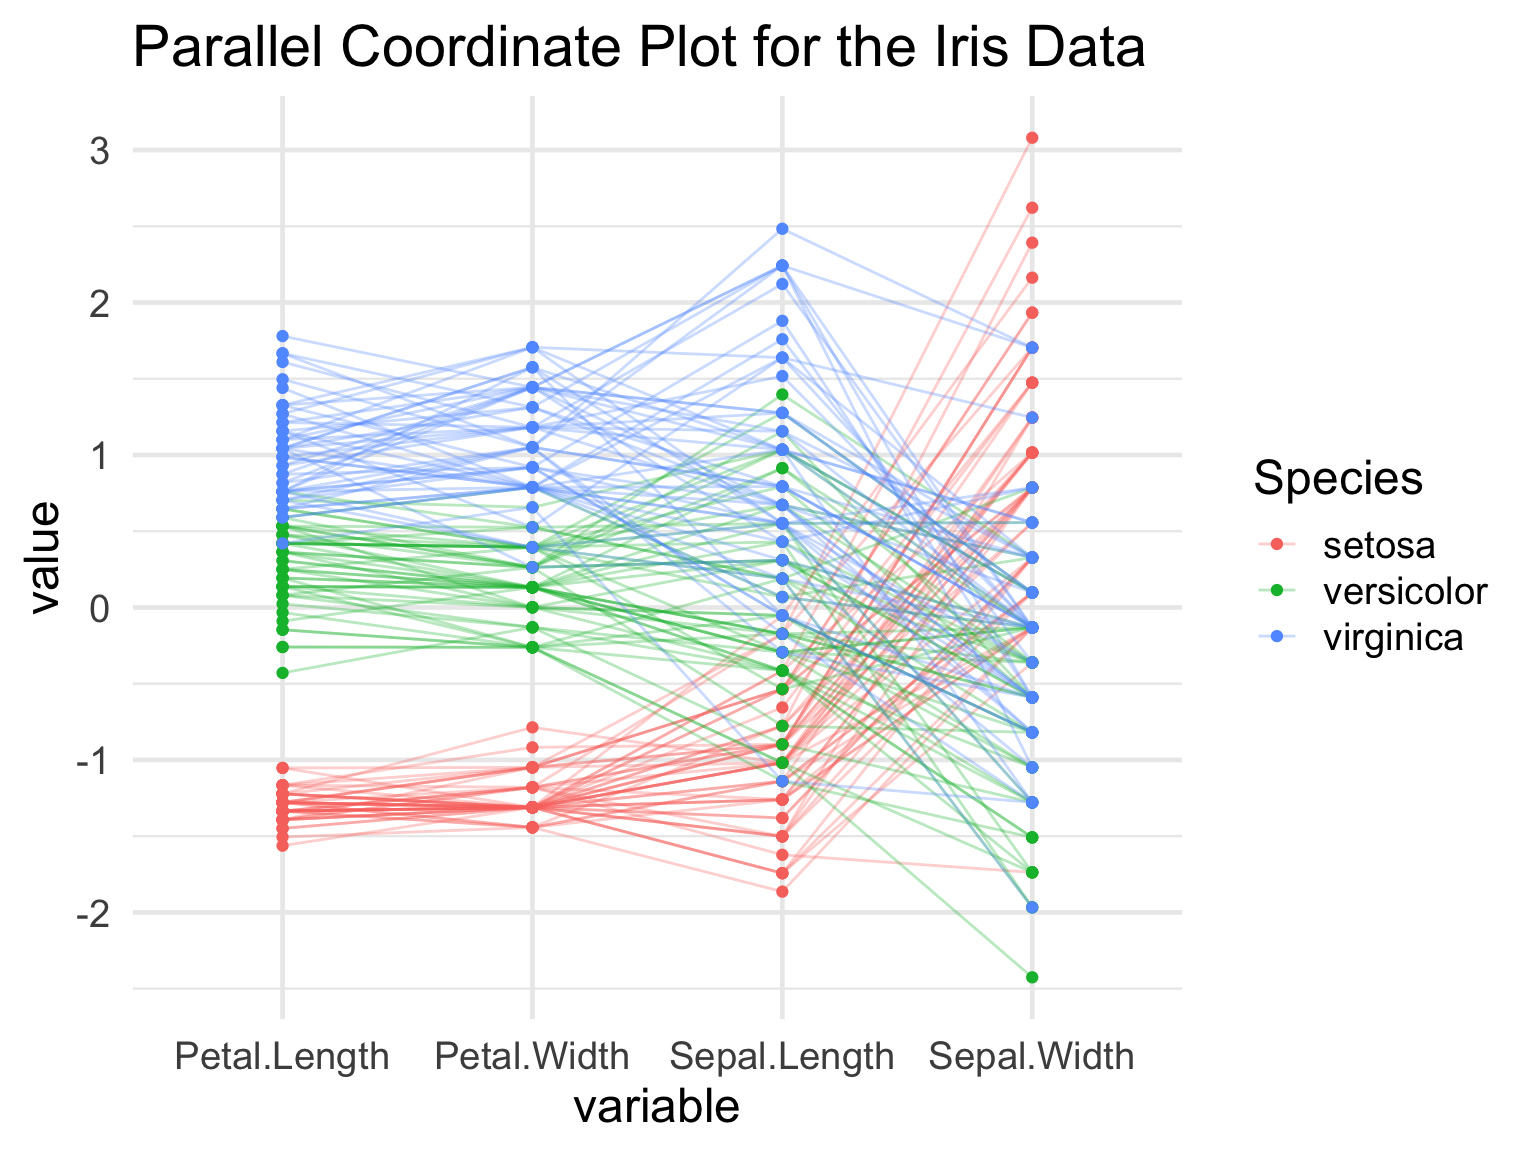 Parallel Coordinate Plot for the Iris Data
3
2
1
0
-1
-2
value
Petal.Length Petal.Width Sepal.Length Sepal.Width
variable
Species
setosa
versicolor
virginica